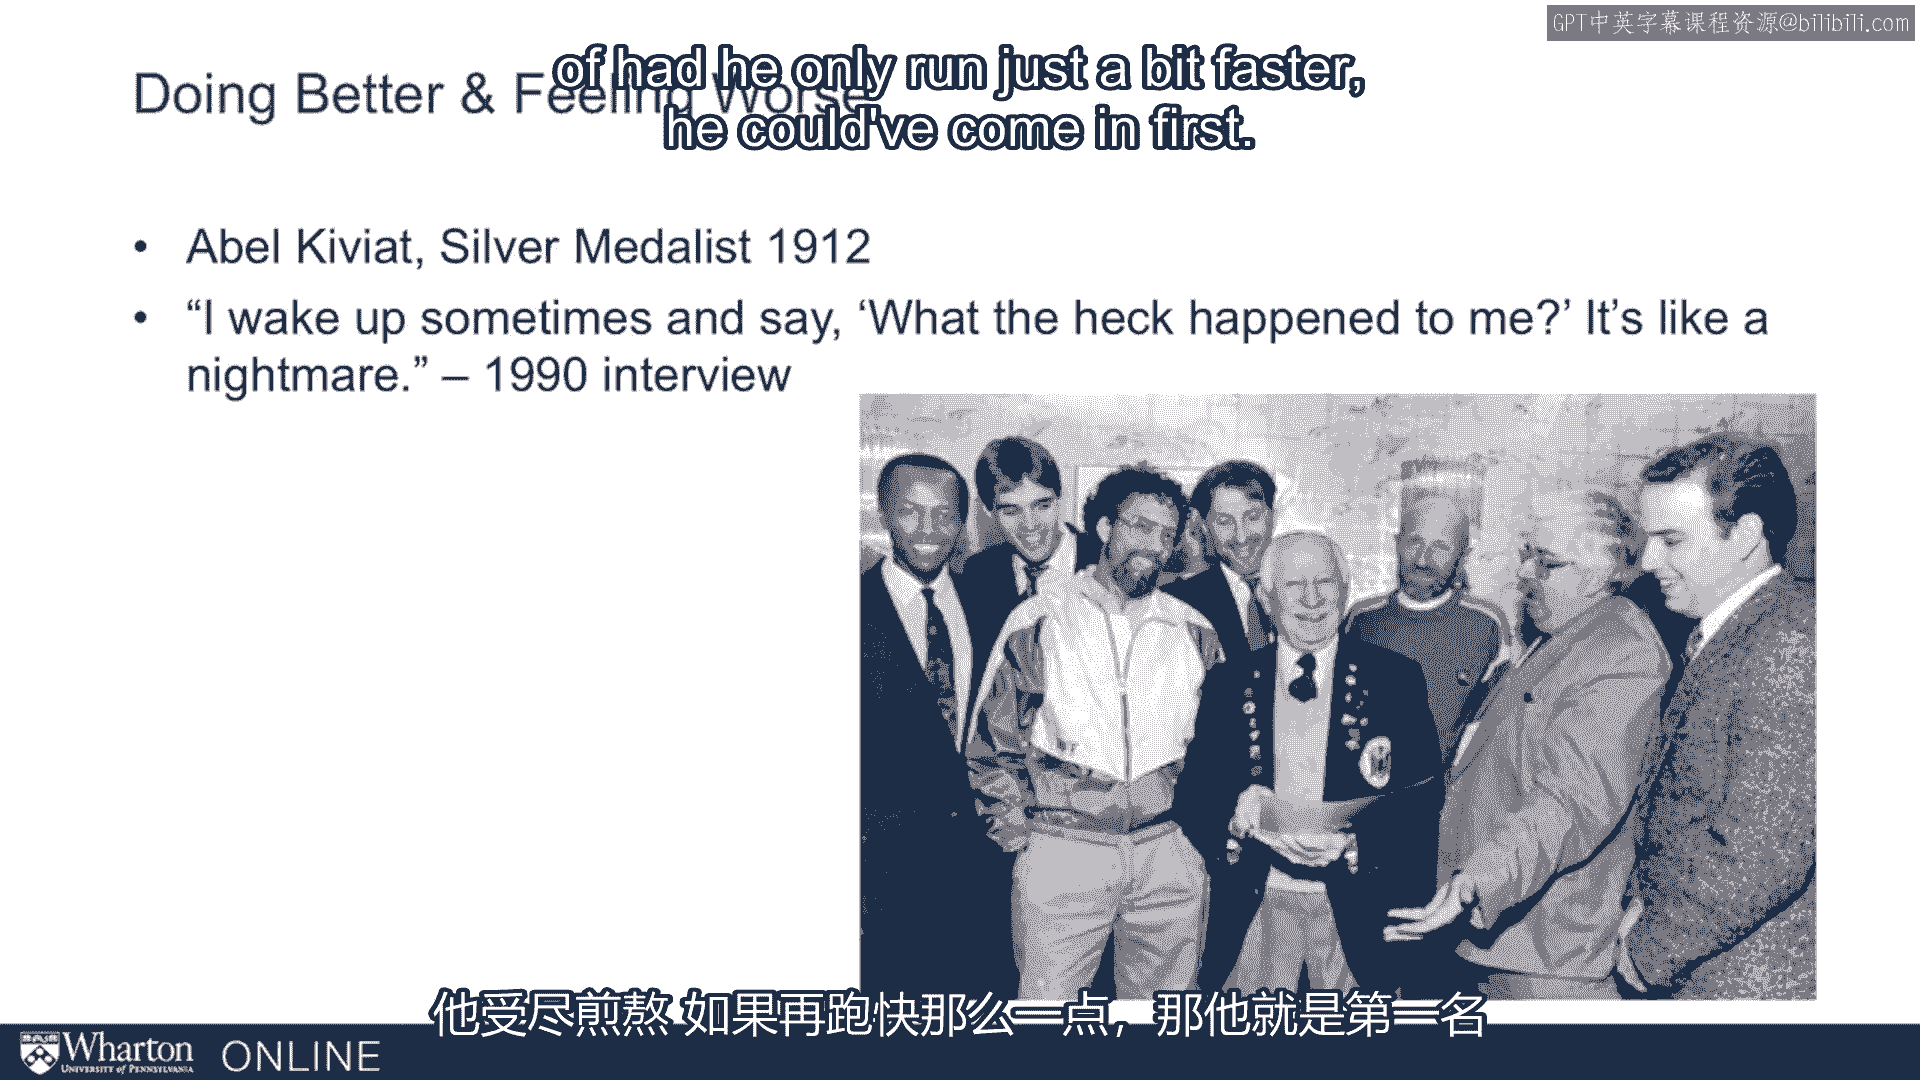 GPT中英字幕课程资源@bilibili.com
of had he only run just a bit faster,
he could've come in first.
Doing Better & Feeling Worse
• Abel Kiviat, Silver Medalist 1912
• “I wake up sometimes and say, ‘What the heck happened to me?’ It’s like a
nightmare.” – 1990 interview
他受尽煎熬 如果再跑快那么一点，那他就是第一名
Wharton ONLINE
UNIVERSITY OF PENNSYLVANIA